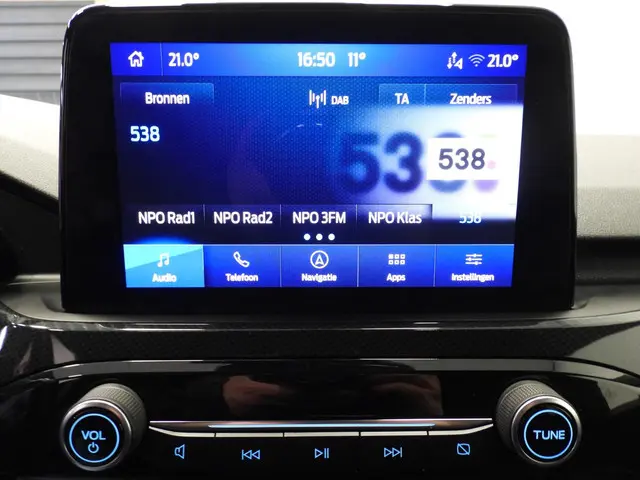 21.0° 16:50 11° 21.0°
Bronnen DAB TA Zenders
538
538
538
NPO Rad1 NPO Rad2 NPO 3FM NPO Klas 538
Audio Telefoon Navigatie Apps Instellingen
VOL TUNE